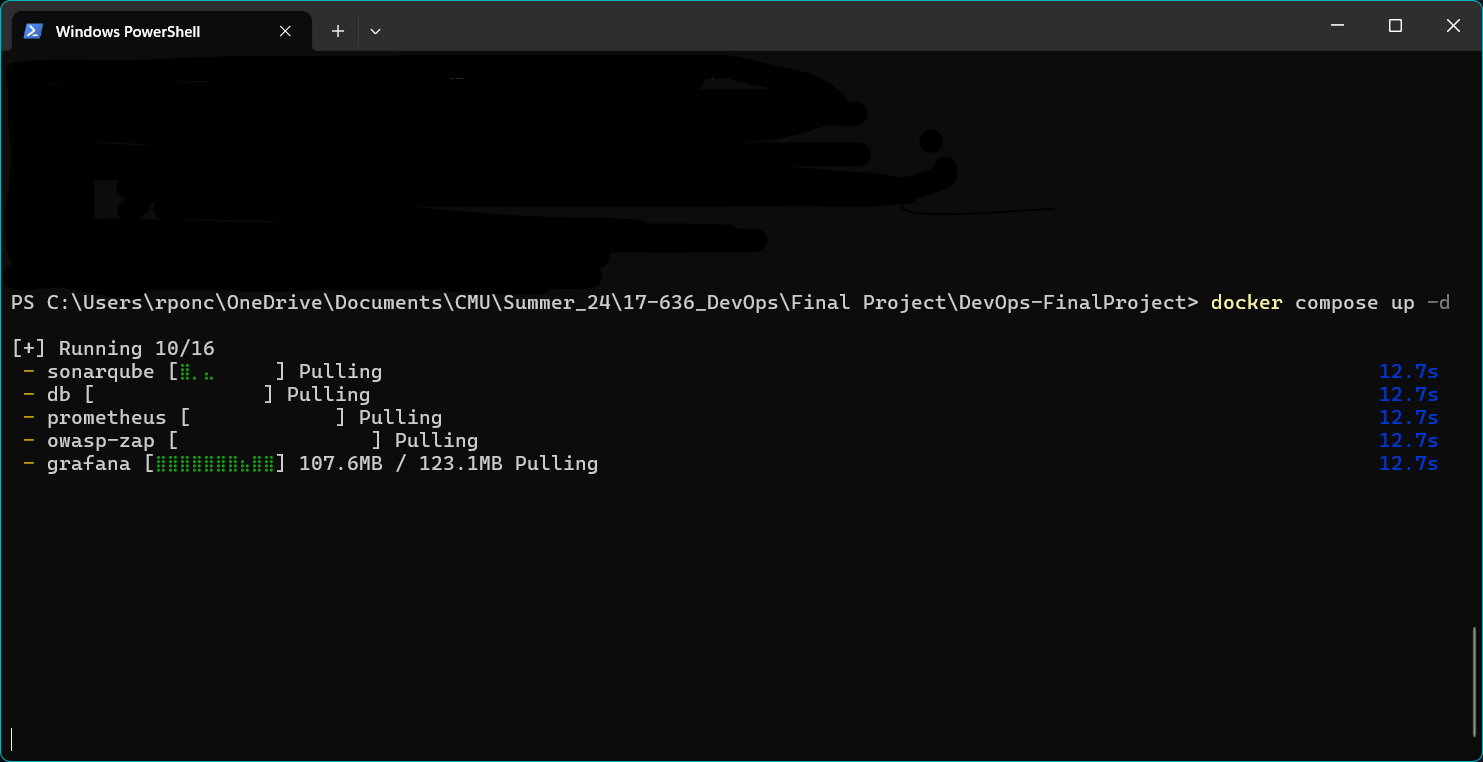 Windows PowerShell
PS C:\Users\rponc\OneDrive\Documents\CMU\Summer_24\17-636_DevOps\Final Project\DevOps-FinalProject> docker compose up -d
[+] Running 10/16
- sonarqube [⣿⡀⣄      ] Pulling 12.7s
- db [              ] Pulling 12.7s
- prometheus [            ] Pulling 12.7s
- owasp-zap [                ] Pulling 12.7s
- grafana [⣿⣿⣿⣿⣿⣿⣿⣄⣿⣿] 107.6MB / 123.1MB Pulling 12.7s